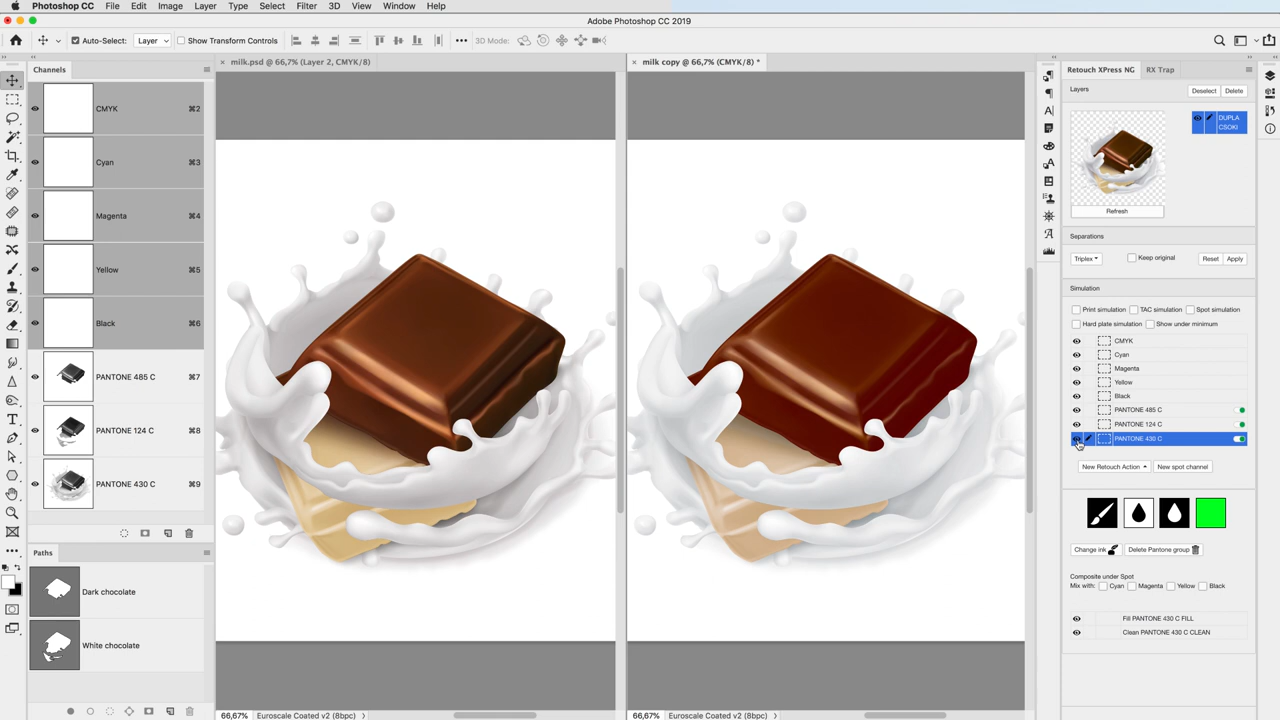 Photoshop CC File Edit Image Layer Type Select Filter 3D View Window Help
Adobe Photoshop CC 2019
Auto-Select: Layer Show Transform Controls 3D Mode:
Channels
CMYK ⌘2
Cyan ⌘3
Magenta ⌘4
Yellow ⌘5
Black ⌘6
PANTONE 485 C ⌘7
PANTONE 124 C ⌘8
PANTONE 430 C ⌘9
Paths
Dark chocolate
White chocolate
milk.psd @ 66,7% (Layer 2, CMYK/8)
66,67% Euroscale Coated v2 (8bpc)
milk copy @ 66,7% (CMYK/8) *
66,67% Euroscale Coated v2 (8bpc)
Retouch XPress NG RX Trap
Layers Deselect Delete
DUPLA
CSOKI
Refresh
Separations
Triplex Keep original Reset Apply
Simulation
Print simulation TAC simulation Spot simulation
Hard plate simulation Show under minimum
CMYK
Cyan
Magenta
Yellow
Black
PANTONE 485 C
PANTONE 124 C
PANTONE 430 C
New Retouch Action New spot channel
Change ink Delete Pantone group
Composite under Spot
Mix with: Cyan Magenta Yellow Black
Fill PANTONE 430 C FILL
Clean PANTONE 430 C CLEAN